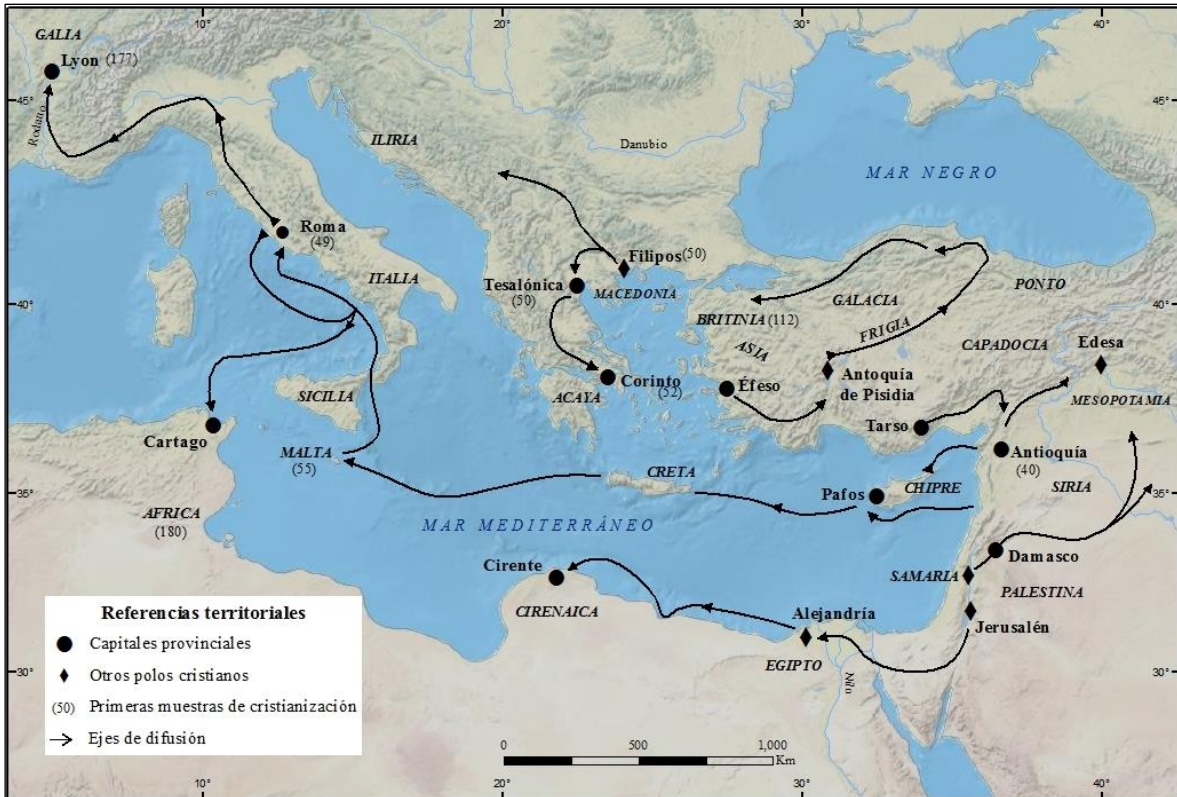 10°
20°
30°
40°
GALIA
Lyon (177)
45°
45°
Rodano
ILIRIA
Danubio
MAR NEGRO
Roma
(49)
Filipos (50)
ITALIA
Tesalónica
(50)
MACEDONIA
GALACIA
PONTO
40°
40°
BRITINIA (112)
FRIGIA
ASIA
CAPADOCIA
Edesa
Corinto
(52)
Éfeso
Antoquía
de Pisidia
ACAYA
SICILIA
MESOPOTAMIA
Tarso
Cartago
MALTA
(55)
CRETA
Antioquía
(40)
CHIPRE
SIRIA
Pafos
35°
35°
AFRICA
(180)
MAR MEDITERRÁNEO
Damasco
Cirente
SAMARIA
PALESTINA
CIRENAICA
Alejandría
Jerusalén
EGIPTO
Nilo
30°
30°
Referencias territoriales
Capitales provinciales
Otros polos cristianos
(50) Primeras muestras de cristianización
Ejes de difusión
0 500 1,000
Km
10°
20°
30°
40°